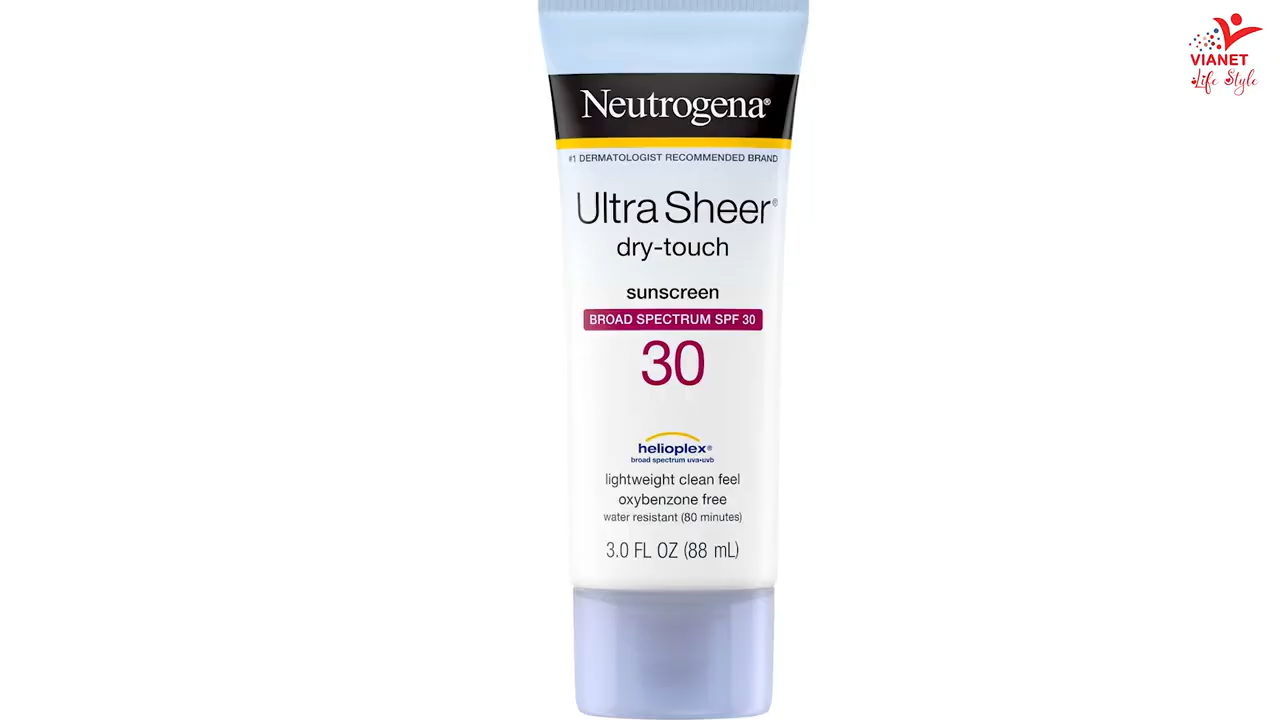 Neutrogena®
#1 DERMATOLOGIST RECOMMENDED BRAND
Ultra Sheer®
dry-touch
sunscreen
BROAD SPECTRUM SPF 30
30
helioplex®
broad spectrum uva•uvb
lightweight clean feel
oxybenzone free
water resistant (80 minutes)
3.0 FL OZ (88 mL)
VIANET
Life Style